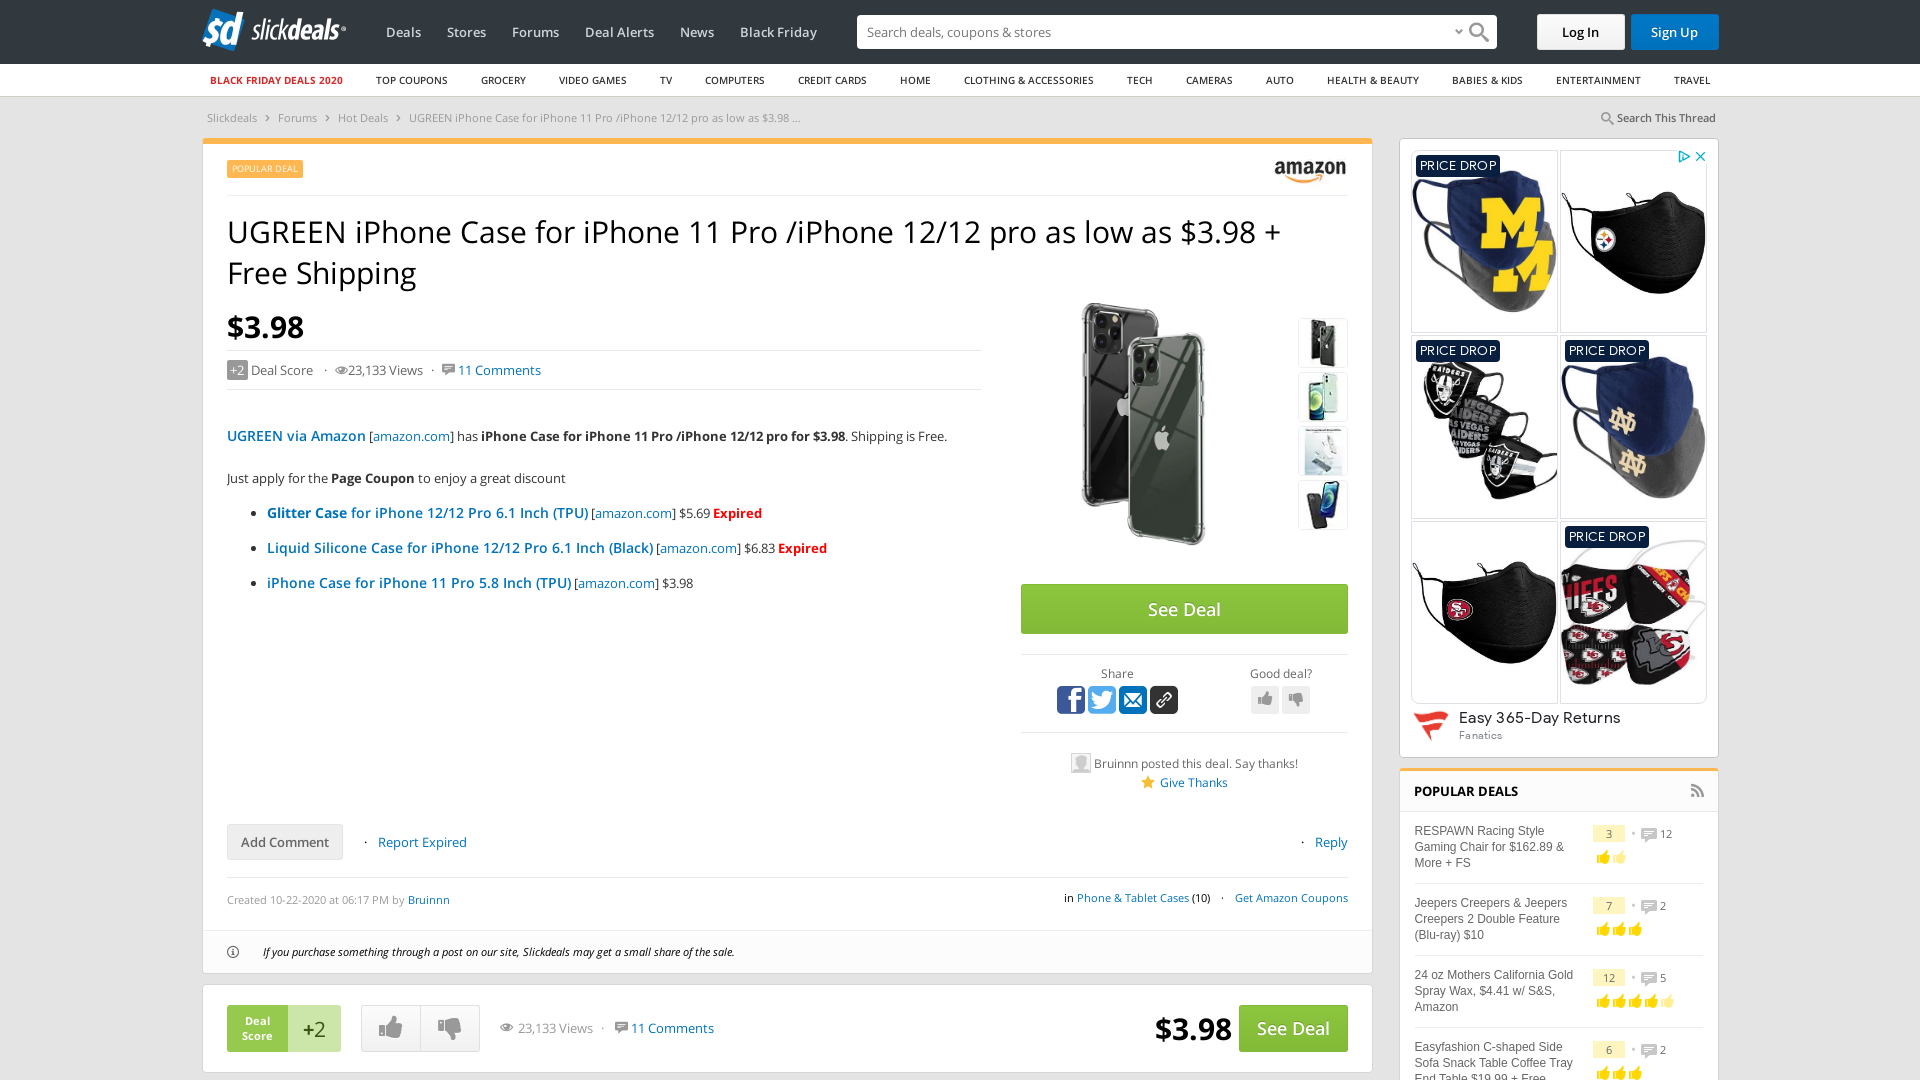 slickdeals
Deals
Stores
Forums
Deal Alerts
News
Black Friday
Search deals, coupons & stores
Log In
Sign Up
BLACK FRIDAY DEALS 2020
TOP COUPONS
GROCERY
VIDEO GAMES
TV
COMPUTERS
CREDIT CARDS
HOME
CLOTHING & ACCESSORIES
TECH
CAMERAS
AUTO
HEALTH & BEAUTY
BABIES & KIDS
ENTERTAINMENT
TRAVEL
Slickdeals › Forums › Hot Deals › UGREEN iPhone Case for iPhone 11 Pro /iPhone 12/12 pro as low as $3.98 ...
Search This Thread
POPULAR DEAL
amazon
UGREEN iPhone Case for iPhone 11 Pro /iPhone 12/12 pro as low as $3.98 +
Free Shipping
$3.98
+2 Deal Score · 23,133 Views · 11 Comments
UGREEN via Amazon [amazon.com] has iPhone Case for iPhone 11 Pro /iPhone 12/12 pro for $3.98. Shipping is Free.
Just apply for the Page Coupon to enjoy a great discount
Glitter Case for iPhone 12/12 Pro 6.1 Inch (TPU) [amazon.com] $5.69 Expired
Liquid Silicone Case for iPhone 12/12 Pro 6.1 Inch (Black) [amazon.com] $6.83 Expired
iPhone Case for iPhone 11 Pro 5.8 Inch (TPU) [amazon.com] $3.98
See Deal
Share
Good deal?
Bruinnn posted this deal. Say thanks!
Give Thanks
Add Comment · Report Expired
· Reply
Created 10-22-2020 at 06:17 PM by Bruinnn
in Phone & Tablet Cases (10) · Get Amazon Coupons
If you purchase something through a post on our site, Slickdeals may get a small share of the sale.
Deal
Score
+2
23,133 Views · 11 Comments
$3.98
See Deal
PRICE DROP
PRICE DROP
PRICE DROP
PRICE DROP
Easy 365-Day Returns
Fanatics
POPULAR DEALS
RESPAWN Racing Style
Gaming Chair for $162.89 &
More + FS
3 • 12
Jeepers Creepers & Jeepers
Creepers 2 Double Feature
(Blu-ray) $10
7 • 2
24 oz Mothers California Gold
Spray Wax, $4.41 w/ S&S,
Amazon
12 • 5
Easyfashion C-shaped Side
Sofa Snack Table Coffee Tray
End Table $19.99 + Free
6 • 2